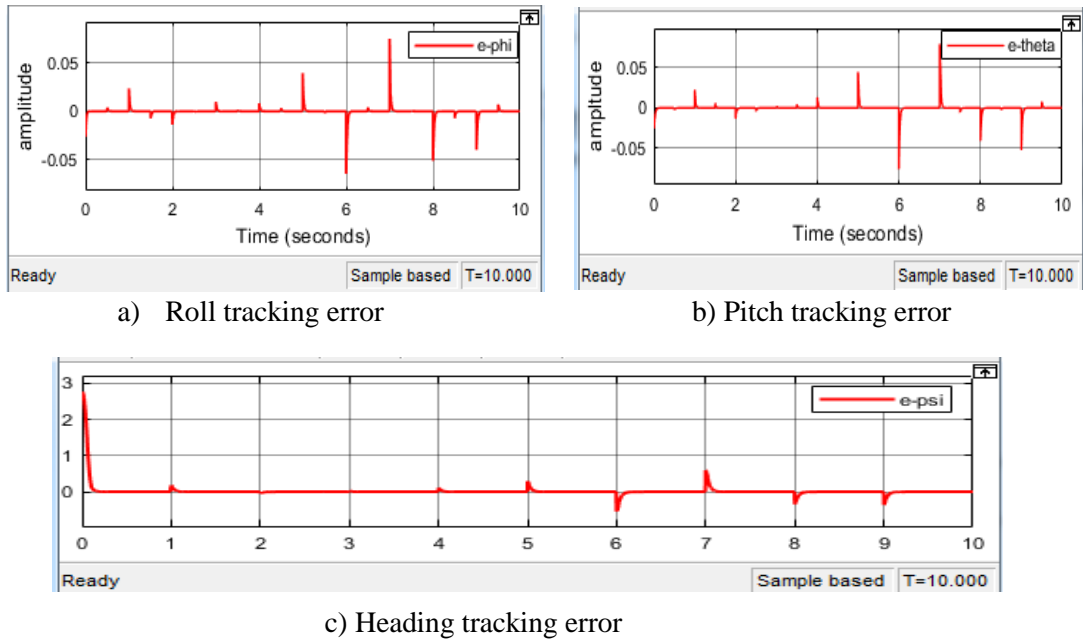 e-phi
amplitude
0.05
0
-0.05
0 2 4 6 8 10
Time (seconds)
Ready Sample based T=10.000
a) Roll tracking error
e-theta
ampltude
0.05
0
-0.05
0 2 4 6 8 10
Time (seconds)
Ready Sample based T=10.000
b) Pitch tracking error
e-psi
3
2
1
0
0 1 2 3 4 5 6 7 8 9 10
Ready Sample based T=10.000
c) Heading tracking error